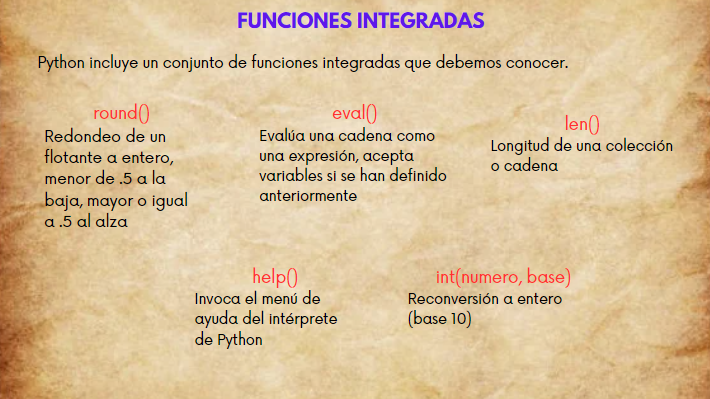 FUNCIONES INTEGRADAS
Python incluye un conjunto de funciones integradas que debemos conocer.
round()
Redondeo de un
flotante a entero,
menor de .5 a la
baja, mayor o igual
a .5 al alza
eval()
Evalúa una cadena como
una expresión, acepta
variables si se han definido
anteriormente
len()
Longitud de una colección
o cadena
help()
Invoca el menú de
ayuda del intérprete
de Python
int(numero, base)
Reconversión a entero
(base 10)